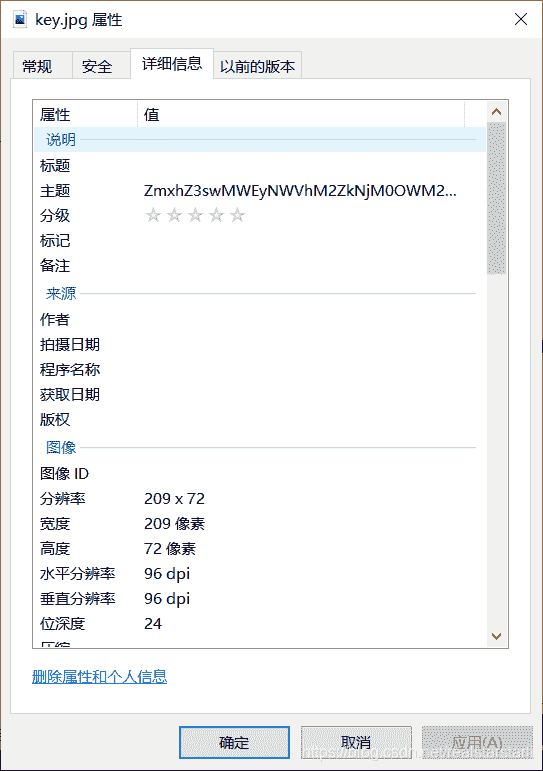 key.jpg 属性
常规 安全 详细信息 以前的版本
属性 值
说明
标题
主题 ZmxhZ3swMWEyNWVhM2ZkNjM0OWM2...
分级
标记
备注
来源
作者
拍摄日期
程序名称
获取日期
版权
图像
图像 ID
分辨率 209 x 72
宽度 209 像素
高度 72 像素
水平分辨率 96 dpi
垂直分辨率 96 dpi
位深度 24
压缩
删除属性和个人信息
确定 取消 应用(A)